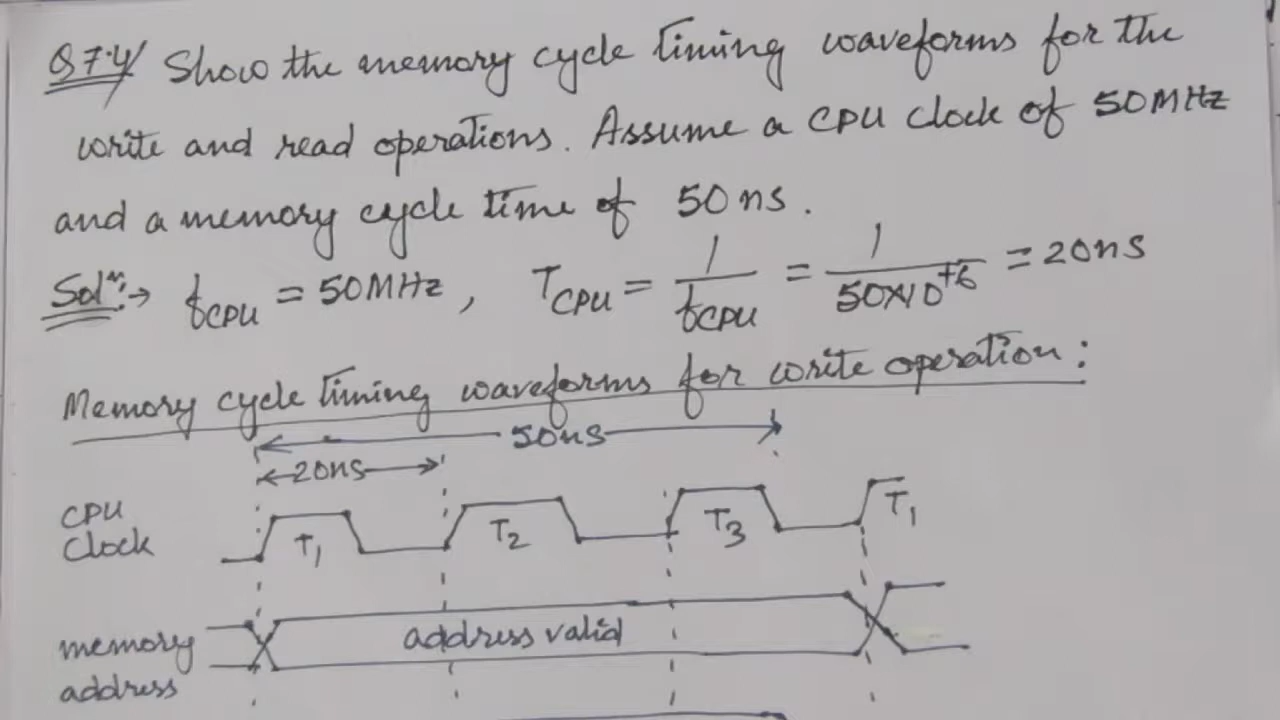 Q7.4/ Show the memory cycle timing waveforms for the
write and read operations. Assume a CPU clock of 50MHz
and a memory cycle time of 50ns.
Solⁿ:→ fCPU = 50MHz, TCPU = 1/fCPU = 1/50×10^+6 = 20ns
Memory cycle timing waveforms for write operation:
50ns
20ns
CPU
Clock
T1 T2 T3 T1
memory
address
address valid